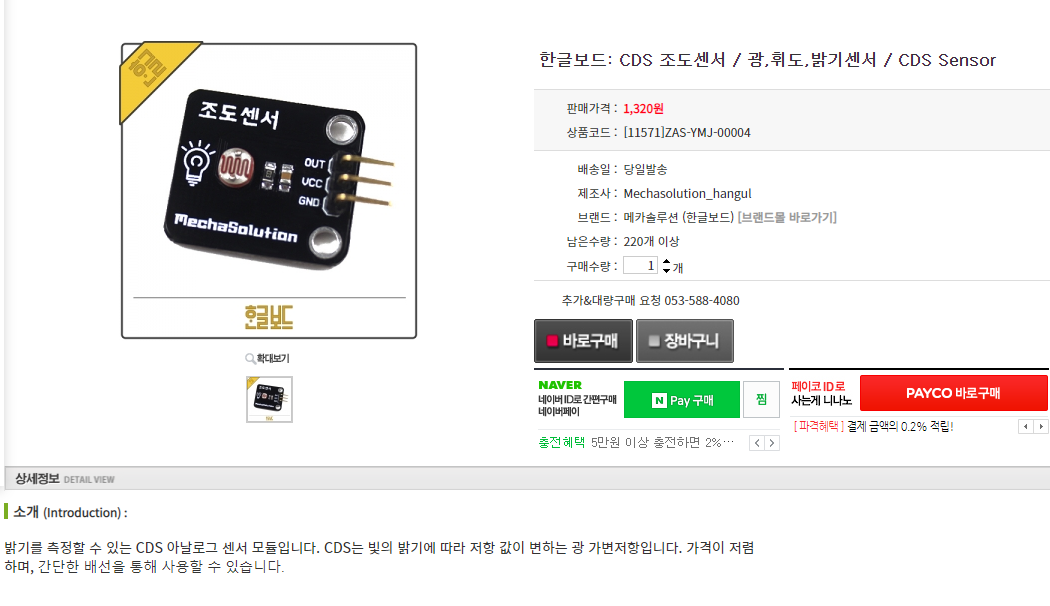 한글보드: CDS 조도센서 / 광,휘도,밝기센서 / CDS Sensor
한글
조도센서
OUT
VCC
GND
MechaSolution
한글보드
확대보기
판매가격 : 1,320원
상품코드 : [11571]ZAS-YMJ-00004
배송일 : 당일발송
제조사 : Mechasolution_hangul
브랜드 : 메카솔루션 (한글보드) [브랜드몰 바로가기]
남은수량 : 220개 이상
구매수량 : 1 개
추가&대량구매 요청 053-588-4080
바로구매 장바구니
NAVER
네이버 ID로 간편구매
네이버페이
N Pay 구매 찜
충전혜택 5만원 이상 충전하면 2%···
페이코 ID로
사는게 니나노
PAYCO 바로구매
[ 파격혜택 ] 결제 금액의 0.2% 적립!
상세정보 DETAIL VIEW
소개 (Introduction) :
밝기를 측정할 수 있는 CDS 아날로그 센서 모듈입니다. CDS는 빛의 밝기에 따라 저항 값이 변하는 광 가변저항입니다. 가격이 저렴
하며, 간단한 배선을 통해 사용할 수 있습니다.